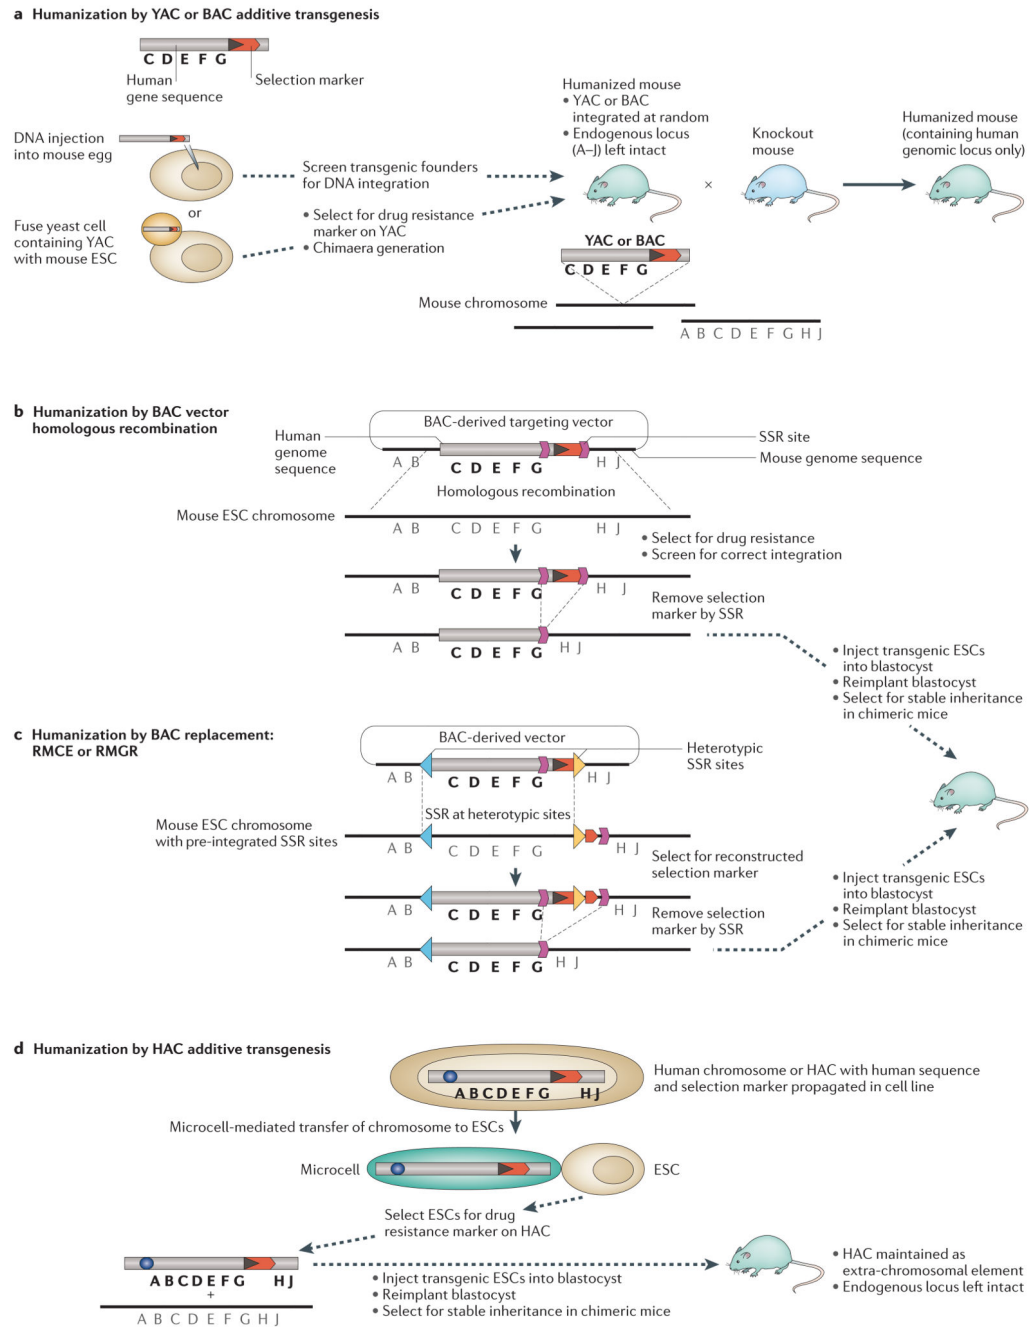 a Humanization by YAC or BAC additive transgenesis
C D E F G
Human
gene sequence
Selection marker
DNA injection
into mouse egg
or
Fuse yeast cell
containing YAC
with mouse ESC
Screen transgenic founders
for DNA integration
• Select for drug resistance
marker on YAC
• Chimaera generation
Humanized mouse
• YAC or BAC
integrated at random
• Endogenous locus
(A–J) left intact
×
Knockout
mouse
Humanized mouse
(containing human
genomic locus only)
YAC or BAC
C D E F G
Mouse chromosome
A B C D E F G H J
b Humanization by BAC vector
homologous recombination
BAC-derived targeting vector
Human
genome
sequence
SSR site
Mouse genome sequence
A B C D E F G H J
Homologous recombination
Mouse ESC chromosome
A B C D E F G H J
• Select for drug resistance
• Screen for correct integration
A B C D E F G H J
Remove selection
marker by SSR
A B C D E F G H J
• Inject transgenic ESCs
into blastocyst
• Reimplant blastocyst
• Select for stable inheritance
in chimeric mice
c Humanization by BAC replacement:
RMCE or RMGR
BAC-derived vector
Heterotypic
SSR sites
A B C D E F G H J
SSR at heterotypic sites
Mouse ESC chromosome
with pre-integrated SSR sites
A B C D E F G H J
Select for reconstructed
selection marker
A B C D E F G H J
Remove selection
marker by SSR
A B C D E F G H J
• Inject transgenic ESCs
into blastocyst
• Reimplant blastocyst
• Select for stable inheritance
in chimeric mice
d Humanization by HAC additive transgenesis
A B C D E F G H J
Human chromosome or HAC with human sequence
and selection marker propagated in cell line
Microcell-mediated transfer of chromosome to ESCs
Microcell
ESC
Select ESCs for drug
resistance marker on HAC
A B C D E F G H J
+
A B C D E F G H J
• Inject transgenic ESCs into blastocyst
• Reimplant blastocyst
• Select for stable inheritance in chimeric mice
• HAC maintained as
extra-chromosomal element
• Endogenous locus left intact